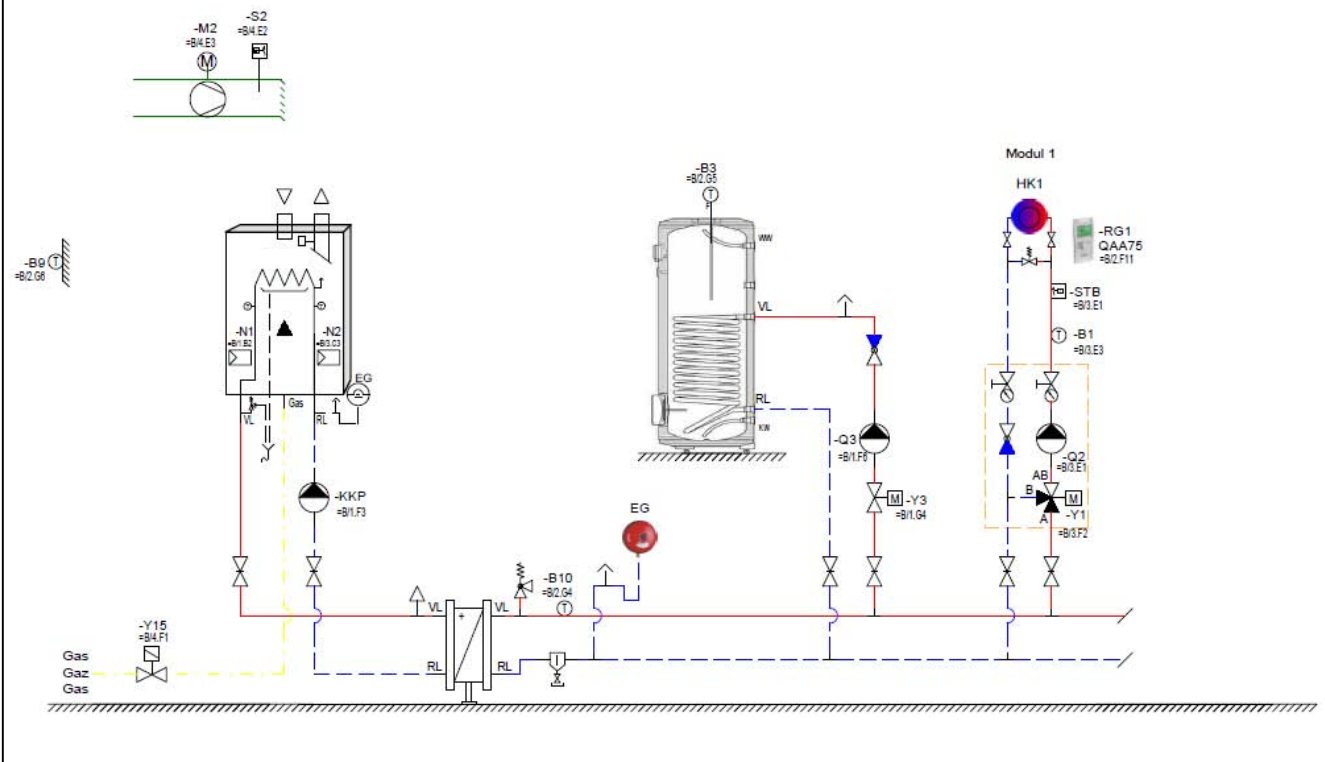 -M2
=B/4.E3
-S2
=B/4.E2
M
-B3
=B/2.G5
T
F
Modul 1
HK1
-RG1
QAA75
=B/2.F11
-B9
T
=B/2.G6
WW
VL
-STB
=B/3.E1
T
-B1
=B/3.E3
-N1
=B/1.B2
-N2
=B/3.C3
EG
Gas
VL
RL
RL
KW
-Q3
=B/1.F6
-Q2
=B/3.E1
AB
B
M
-Y1
A
=B/3.F2
-KKP
=B/1.F3
M
-Y3
=B/1.G4
EG
-B10
=B/2.G4
T
VL
+
VL
-Y15
=B/4.F1
RL
RL
Gas
Gaz
Gas